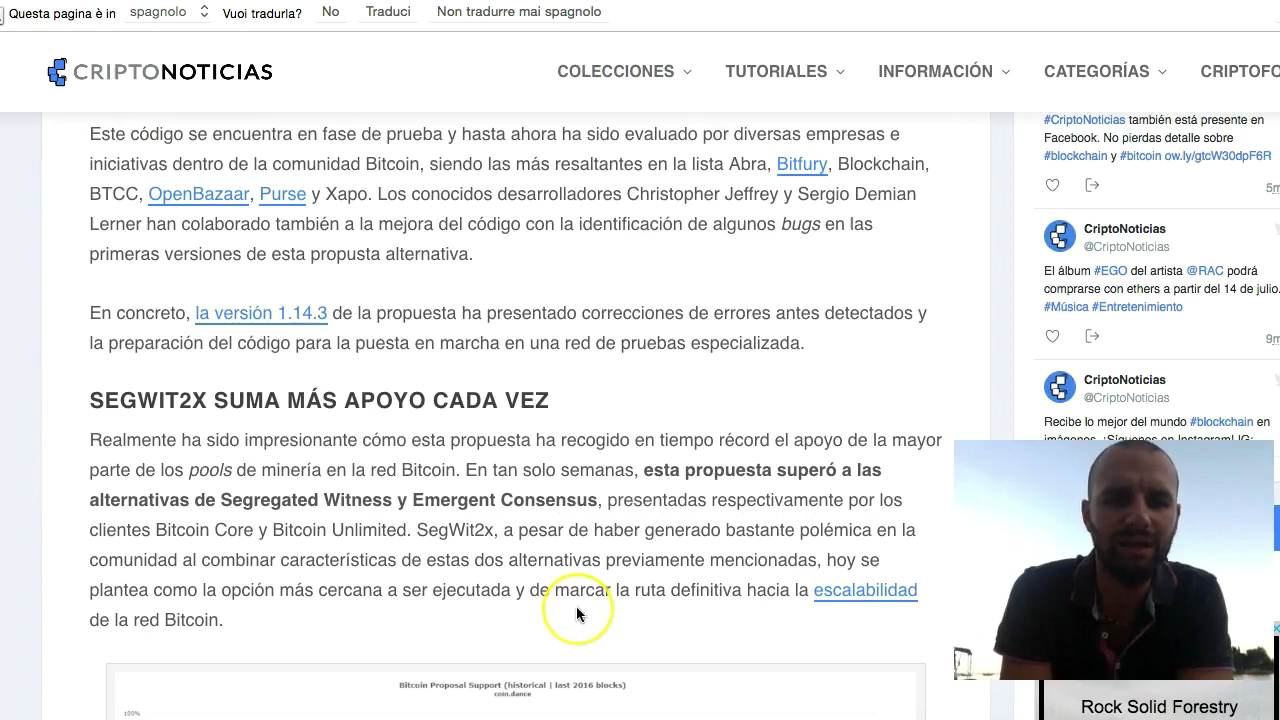 Questa pagina è in spagnolo Vuoi tradurla? No Traduci Non tradurre mai spagnolo
CRIPTONOTICIAS COLECCIONES TUTORIALES INFORMACIÓN CATEGORÍAS CRIPTOFO
Este código se encuentra en fase de prueba y hasta ahora ha sido evaluado por diversas empresas e
iniciativas dentro de la comunidad Bitcoin, siendo las más resaltantes en la lista Abra, Bitfury, Blockchain,
BTCC, OpenBazaar, Purse y Xapo. Los conocidos desarrolladores Christopher Jeffrey y Sergio Demian
Lerner han colaborado también a la mejora del código con la identificación de algunos bugs en las
primeras versiones de esta propusta alternativa.
En concreto, la versión 1.14.3 de la propuesta ha presentado correcciones de errores antes detectados y
la preparación del código para la puesta en marcha en una red de pruebas especializada.
SEGWIT2X SUMA MÁS APOYO CADA VEZ
Realmente ha sido impresionante cómo esta propuesta ha recogido en tiempo récord el apoyo de la mayor
parte de los pools de minería en la red Bitcoin. En tan solo semanas, esta propuesta superó a las
alternativas de Segregated Witness y Emergent Consensus, presentadas respectivamente por los
clientes Bitcoin Core y Bitcoin Unlimited. SegWit2x, a pesar de haber generado bastante polémica en la
comunidad al combinar características de estas dos alternativas previamente mencionadas, hoy se
plantea como la opción más cercana a ser ejecutada y de marcar la ruta definitiva hacia la escalabilidad
de la red Bitcoin.
Bitcoin Proposal Support (historical | last 2016 blocks)
coin.dance
100%
#CriptoNoticias también está presente en
Facebook. No pierdas detalle sobre
#blockchain y #bitcoin ow.ly/gtcW30dpF6R
5m
CriptoNoticias
@CriptoNoticias
El álbum #EGO del artista @RAC podrá
comprarse con ethers a partir del 14 de julio.
#Música #Entretenimiento
9m
CriptoNoticias
@CriptoNoticias
Recibe lo mejor del mundo #blockchain en
Rock Solid Forestry